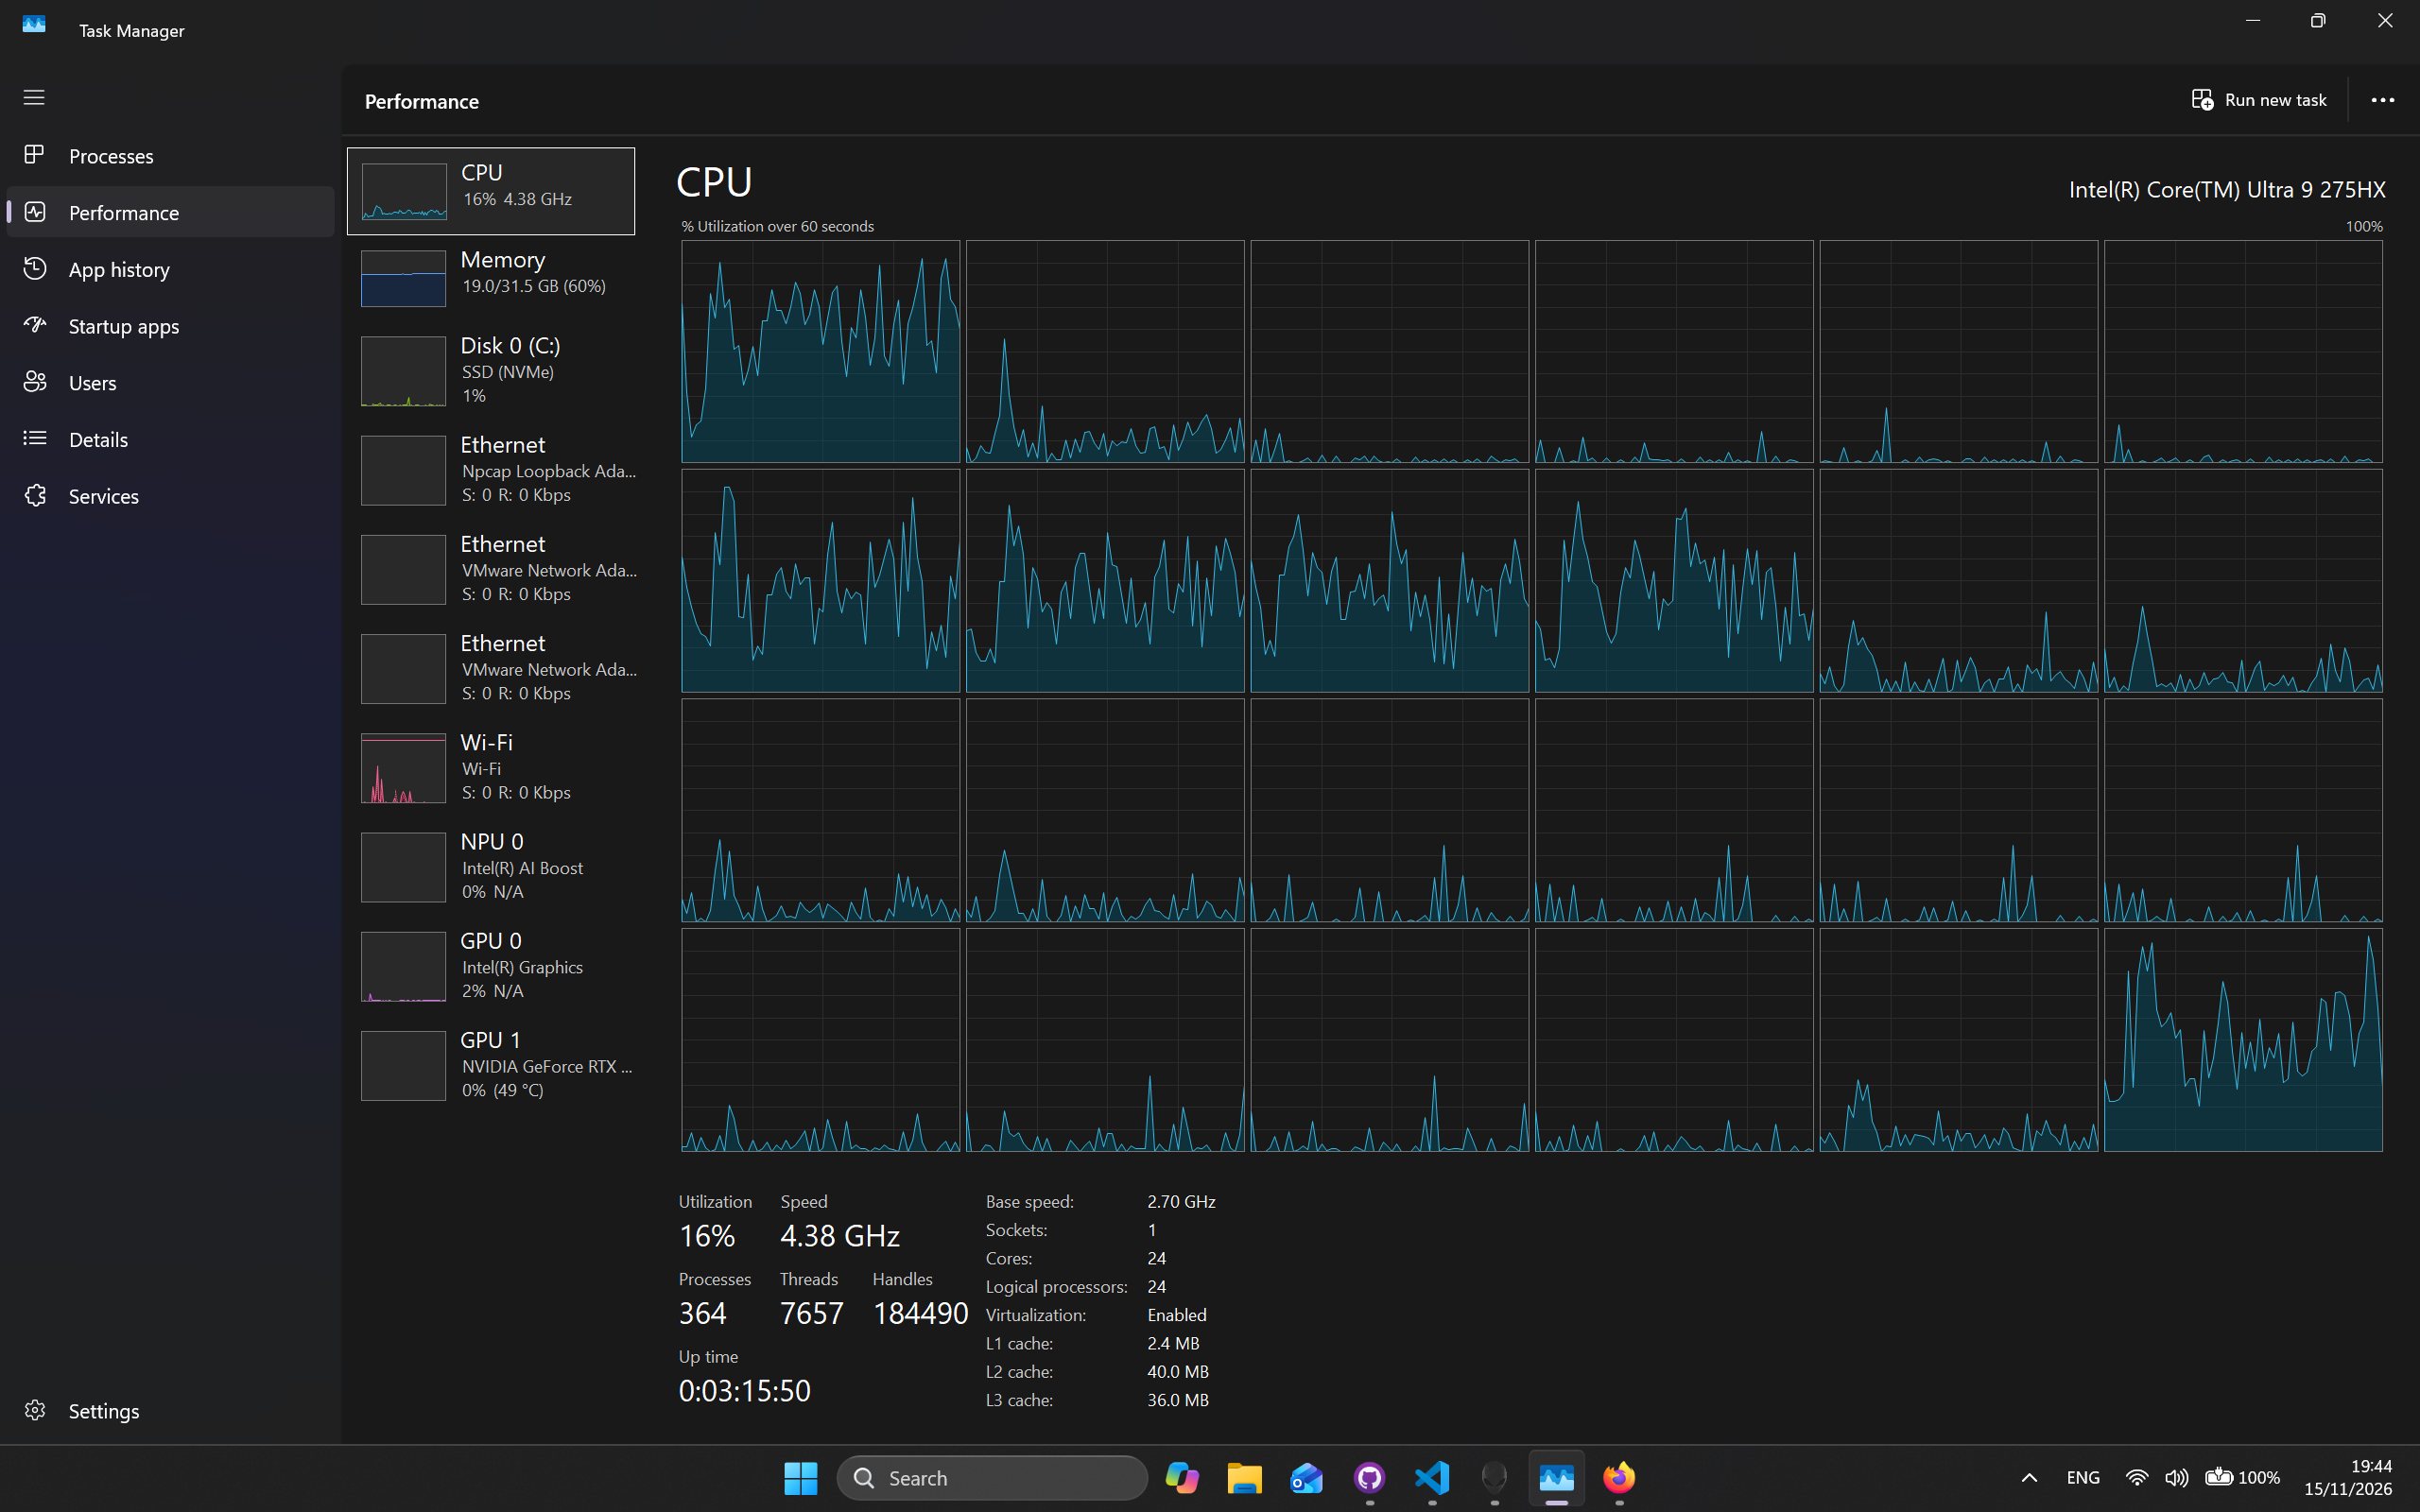 Task Manager
Processes
Performance
App history
Startup apps
Users
Details
Services
Settings
Performance
Run new task
CPU
16% 4.38 GHz
Memory
19.0/31.5 GB (60%)
Disk 0 (C:)
SSD (NVMe)
1%
Ethernet
Npcap Loopback Ada...
S: 0 R: 0 Kbps
Ethernet
VMware Network Ada...
S: 0 R: 0 Kbps
Ethernet
VMware Network Ada...
S: 0 R: 0 Kbps
Wi-Fi
Wi-Fi
S: 0 R: 0 Kbps
NPU 0
Intel(R) AI Boost
0% N/A
GPU 0
Intel(R) Graphics
2% N/A
GPU 1
NVIDIA GeForce RTX ...
0% (49 °C)
CPU
Intel(R) Core(TM) Ultra 9 275HX
% Utilization over 60 seconds
100%
Utilization Speed
16% 4.38 GHz
Processes Threads Handles
364 7657 184490
Up time
0:03:15:50
Base speed: 2.70 GHz
Sockets: 1
Cores: 24
Logical processors: 24
Virtualization: Enabled
L1 cache: 2.4 MB
L2 cache: 40.0 MB
L3 cache: 36.0 MB
Search
ENG
100%
19:44
15/11/2026